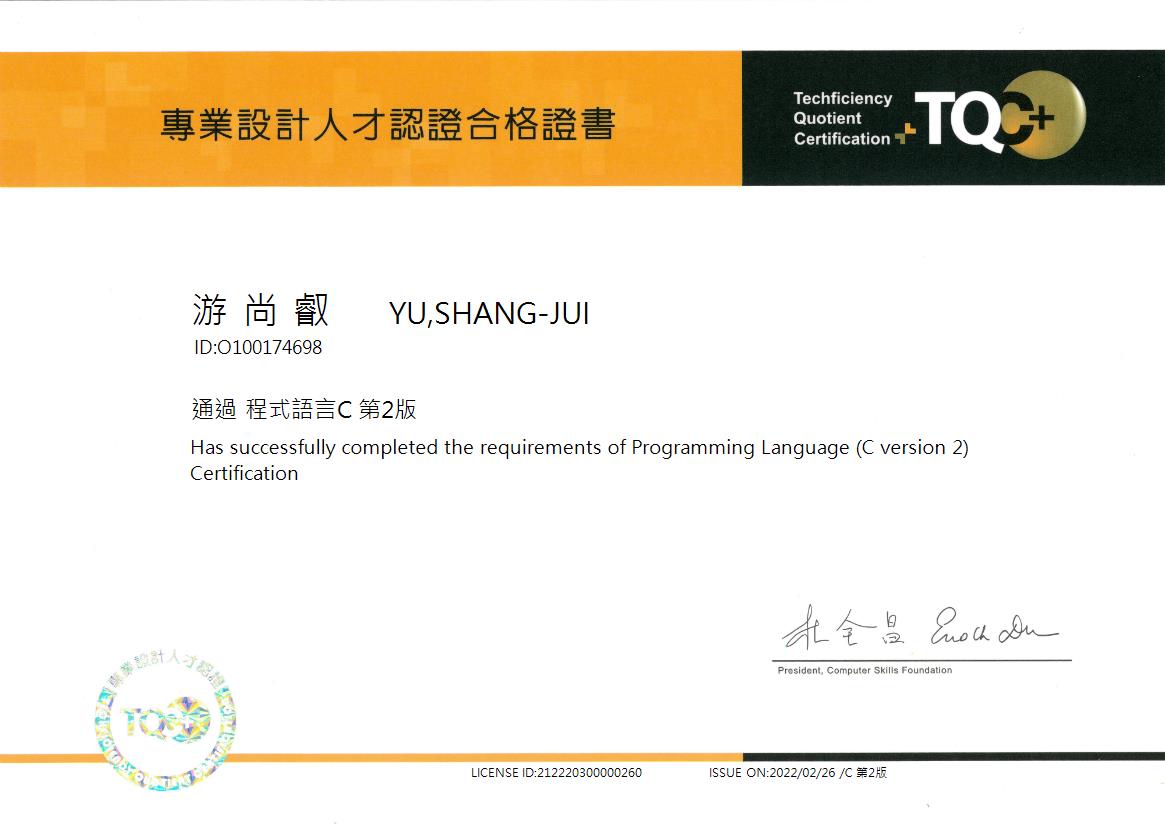 專業設計人才認證合格證書
Techficiency
Quotient
Certification
TQC+
游尚叡 YU,SHANG-JUI
ID:O100174698
通過 程式語言C 第2版
Has successfully completed the requirements of Programming Language (C version 2)
Certification
杜全昌 Enoch Du
President, Computer Skills Foundation
專業設計人才認證
TQC+
LICENSE ID:212220300000260
ISSUE ON:2022/02/26 /C 第2版